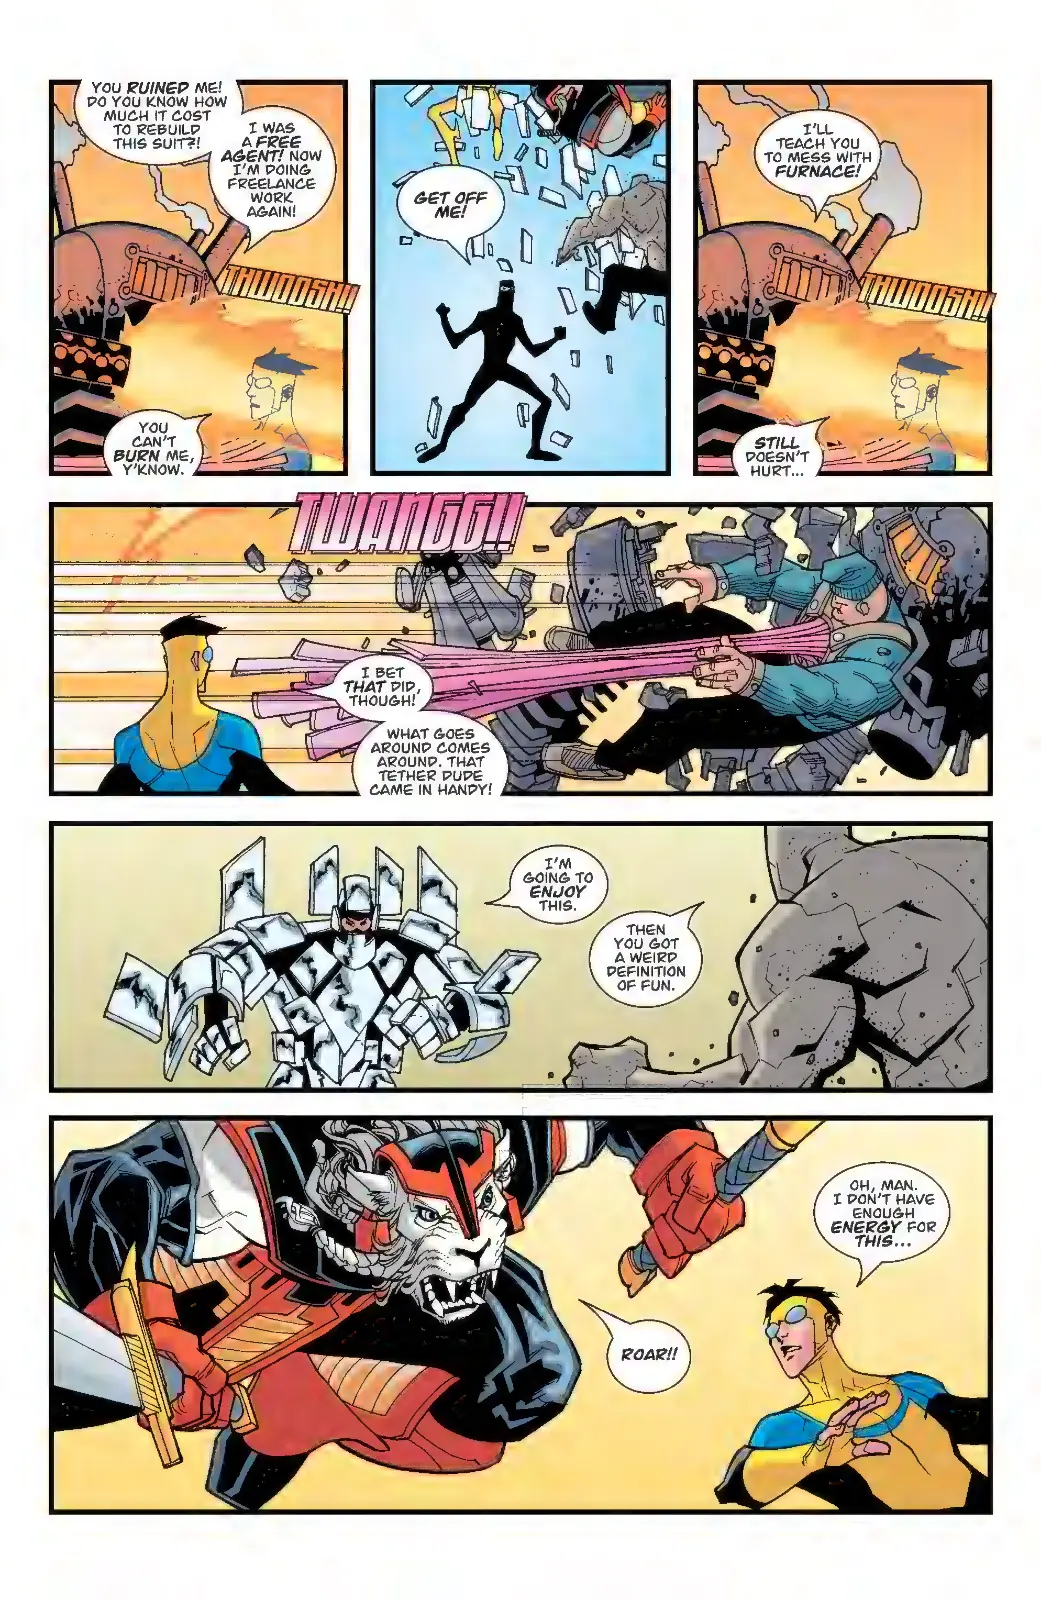 YOU RUINED ME!
DO YOU KNOW HOW
MUCH IT COST
TO REBUILD
THIS SUIT?!
I WAS
A FREE
AGENT! NOW
I'M DOING
FREELANCE
WORK
AGAIN!
THWOOSH!!
YOU
CAN'T
BURN ME,
Y'KNOW.
GET OFF
ME!
I'LL
TEACH YOU
TO MESS WITH
FURNACE!
THWOOSH!!
STILL
DOESN'T
HURT...
TWANGG!!
I BET
THAT DID,
THOUGH!
WHAT GOES
AROUND COMES
AROUND. THAT
TETHER DUDE
CAME IN HANDY!
I'M
GOING TO
ENJOY
THIS.
THEN
YOU GOT
A WEIRD
DEFINITION
OF FUN.
ROAR!!
OH, MAN.
I DON'T HAVE
ENOUGH
ENERGY FOR
THIS...